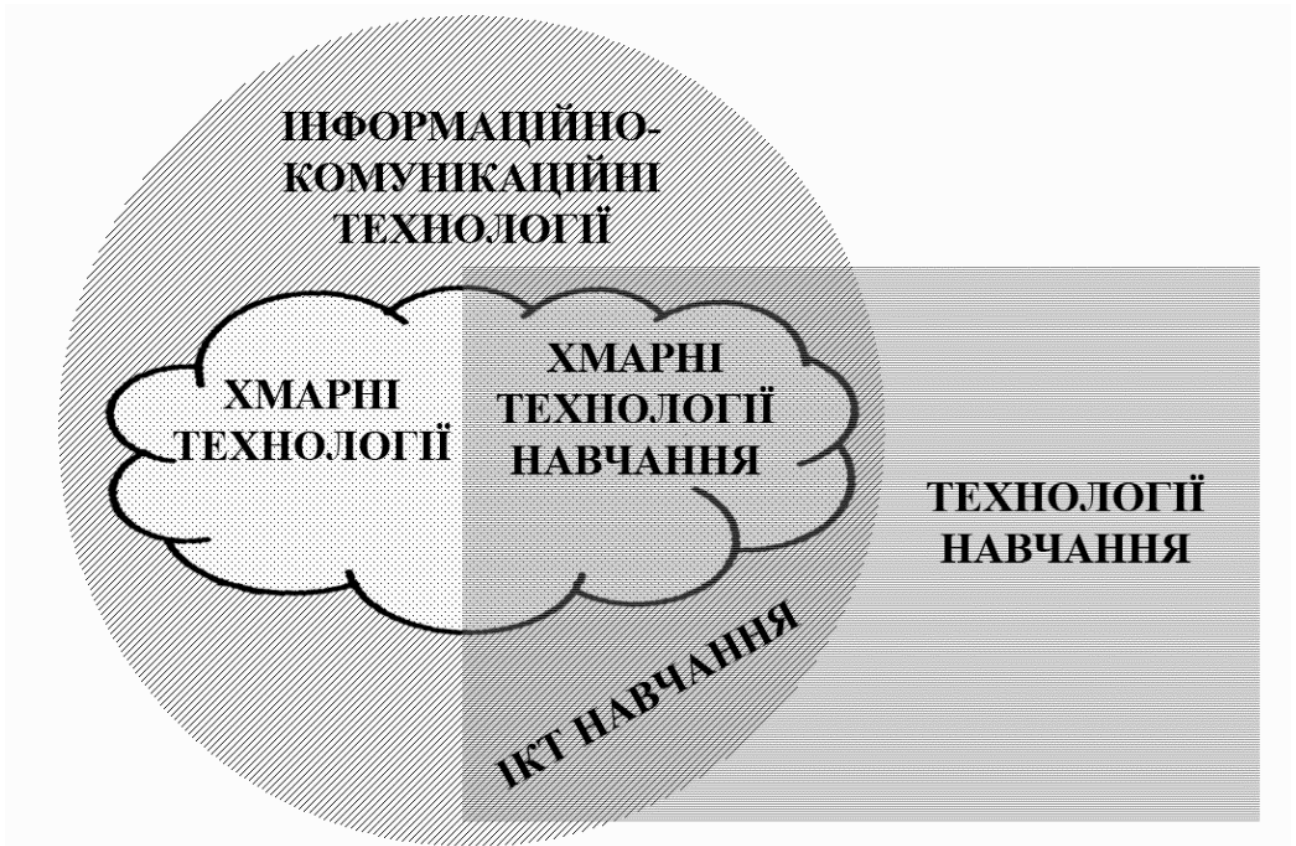 ІНФОРМАЦІЙНО-
КОМУНІКАЦІЙНІ
ТЕХНОЛОГІЇ
ХМАРНІ
ТЕХНОЛОГІЇ
ХМАРНІ
ТЕХНОЛОГІЇ
НАВЧАННЯ
ТЕХНОЛОГІЇ
НАВЧАННЯ
ІКТ НАВЧАННЯ